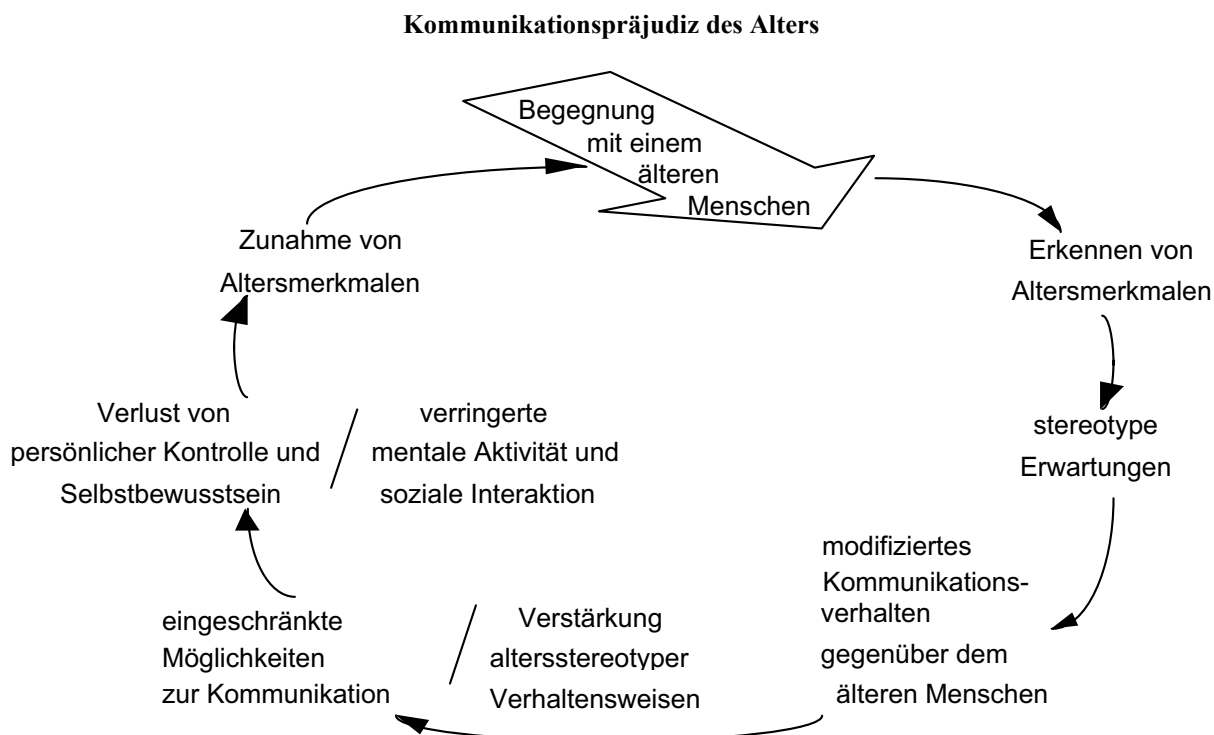 Kommunikationspräjudiz des Alters
Begegnung
mit einem
älteren
Menschen
Erkennen von
Altersmerkmalen
stereotype
Erwartungen
modifiziertes
Kommunikations-
verhalten
gegenüber dem
älteren Menschen
Verstärkung
altersstereotyper
Verhaltensweisen
/
eingeschränkte
Möglichkeiten
zur Kommunikation
verringerte
mentale Aktivität und
soziale Interaktion
/
Verlust von
persönlicher Kontrolle und
Selbstbewusstsein
Zunahme von
Altersmerkmalen